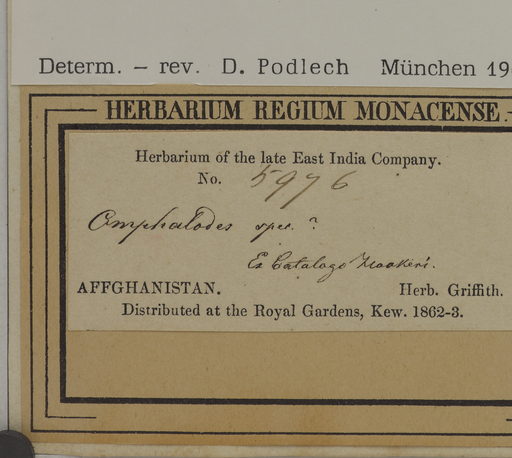 Determ. – rev. D. Podlech München 19
HERBARIUM REGIUM MONACENSE.
Herbarium of the late East India Company.
No. 5976
Omphalodes spec. ?
Ex Catalogo Hookeri.
AFFGHANISTAN. Herb. Griffith.
Distributed at the Royal Gardens, Kew. 1862-3.